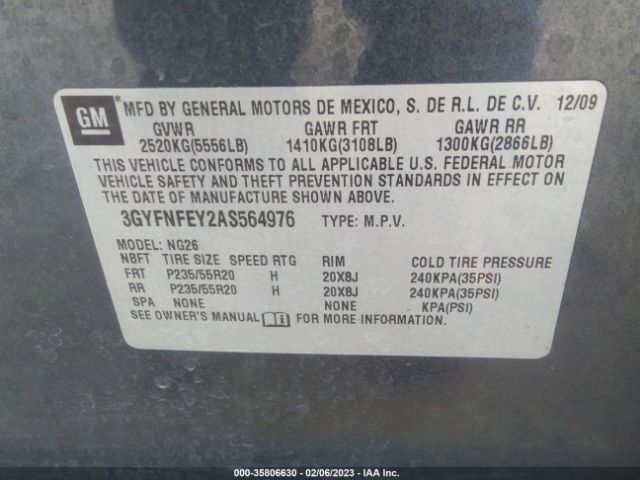 GM ® MFD BY GENERAL MOTORS DE MEXICO, S. DE R.L. DE C.V. 12/09
GVWR GAWR FRT GAWR RR
2520KG(5556LB) 1410KG(3108LB) 1300KG(2866LB)
THIS VEHICLE CONFORMS TO ALL APPLICABLE U.S. FEDERAL MOTOR
VEHICLE SAFETY AND THEFT PREVENTION STANDARDS IN EFFECT ON
THE DATE OF MANUFACTURE SHOWN ABOVE.
3GYFNFEY2AS564976 TYPE: M.P.V.
MODEL: NG26
NBFT TIRE SIZE SPEED RTG RIM COLD TIRE PRESSURE
FRT P235/55R20 H 20X8J 240KPA(35PSI)
RR P235/55R20 H 20X8J 240KPA(35PSI)
SPA NONE NONE KPA(PSI)
SEE OWNER'S MANUAL i FOR MORE INFORMATION.
000-35806630 - 02/06/2023 - IAA Inc.